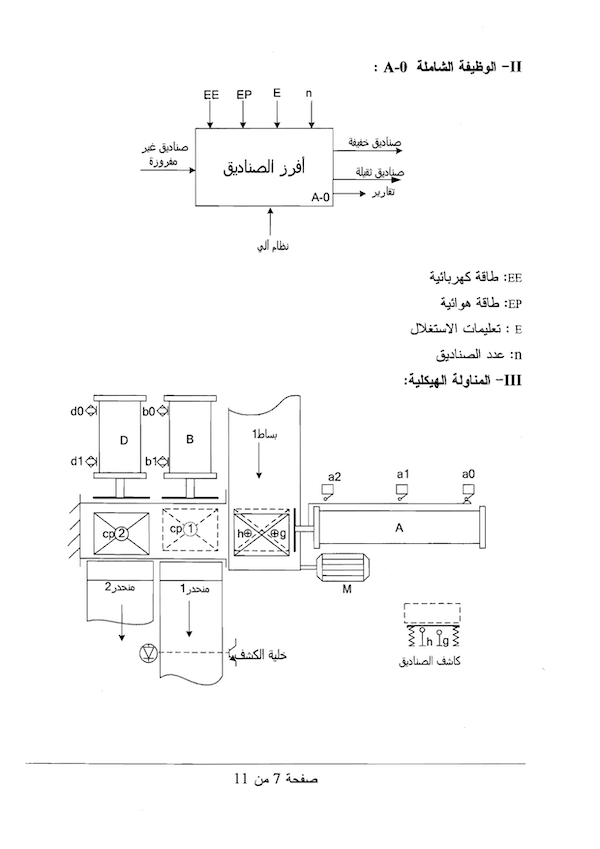 II– الوظيفة الشاملة A-0 :
EE EP E n
صناديق غير
مفروزة
أفرز الصناديق
A-0
صناديق خفيفة
صناديق ثقيلة
تقارير
نظام آلي
EE: طاقة كهربائية
EP: طاقة هوائية
E : تعليمات الاستغلال
n: عدد الصناديق
III– المناولة الهيكلية:
d0 b0
D B
d1 b1
بساط1
a2 a1 a0
A
cp2 cp1
h g
M
منحدر2
منحدر1
خلية الكشف
h g
كاشف الصناديق
صفحة 7 من 11